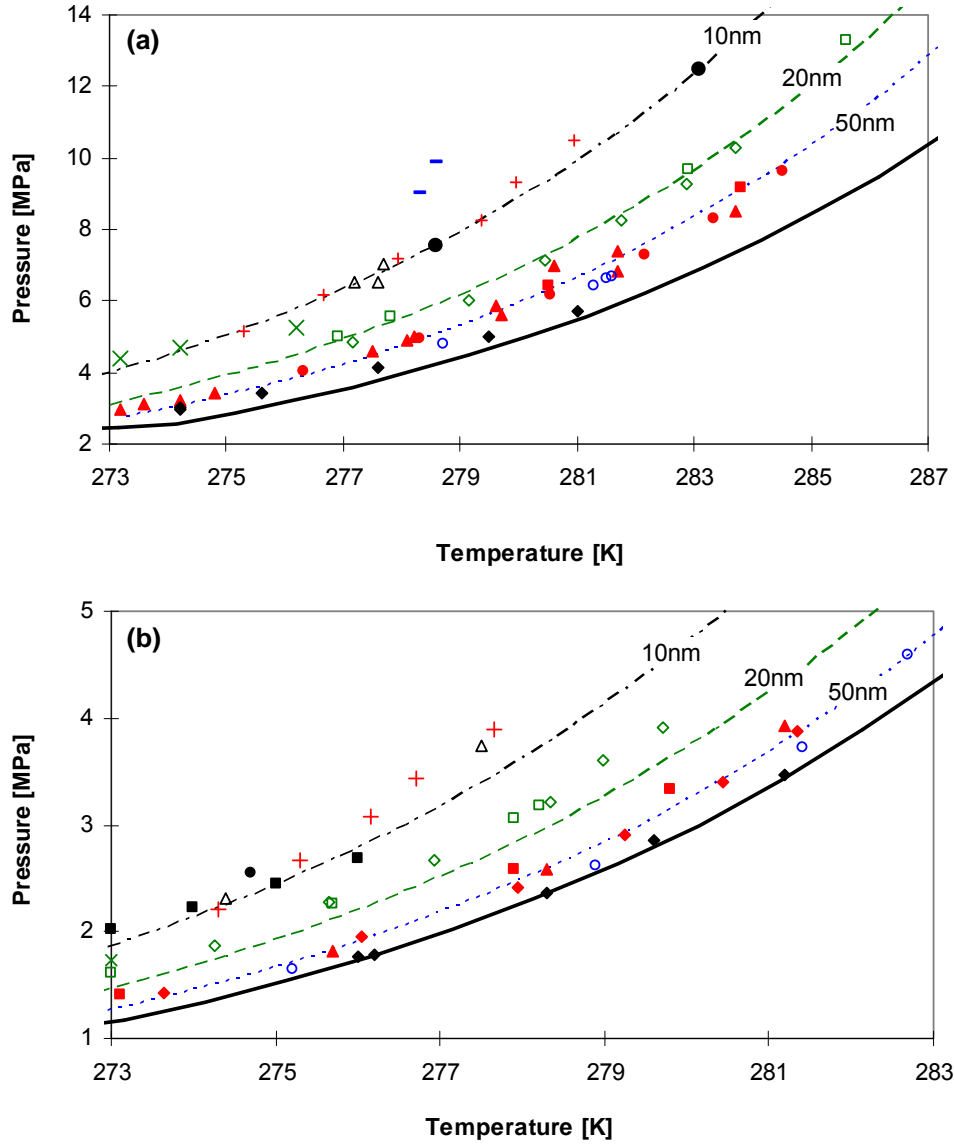 14
(a)
10nm
12
20nm
10
50nm
8
6
4
2
273 275 277 279 281 283 285 287
Pressure [MPa]
Temperature [K]
5
(b)
10nm
20nm
50nm
4
3
2
1
273 275 277 279 281 283
Pressure [MPa]
Temperature [K]